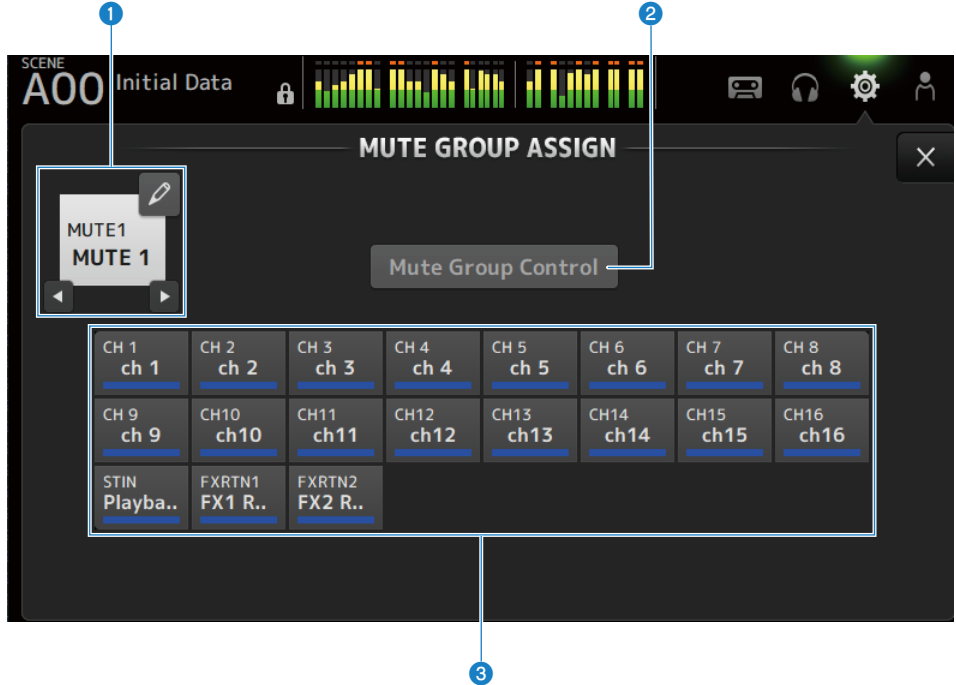 1 2
SCENE
A00 Initial Data
MUTE GROUP ASSIGN
MUTE1
MUTE 1
Mute Group Control
CH 1 CH 2 CH 3 CH 4 CH 5 CH 6 CH 7 CH 8
ch 1 ch 2 ch 3 ch 4 ch 5 ch 6 ch 7 ch 8
CH 9 CH10 CH11 CH12 CH13 CH14 CH15 CH16
ch 9 ch10 ch11 ch12 ch13 ch14 ch15 ch16
STIN FXRTN1 FXRTN2
Playba.. FX1 R.. FX2 R..
3